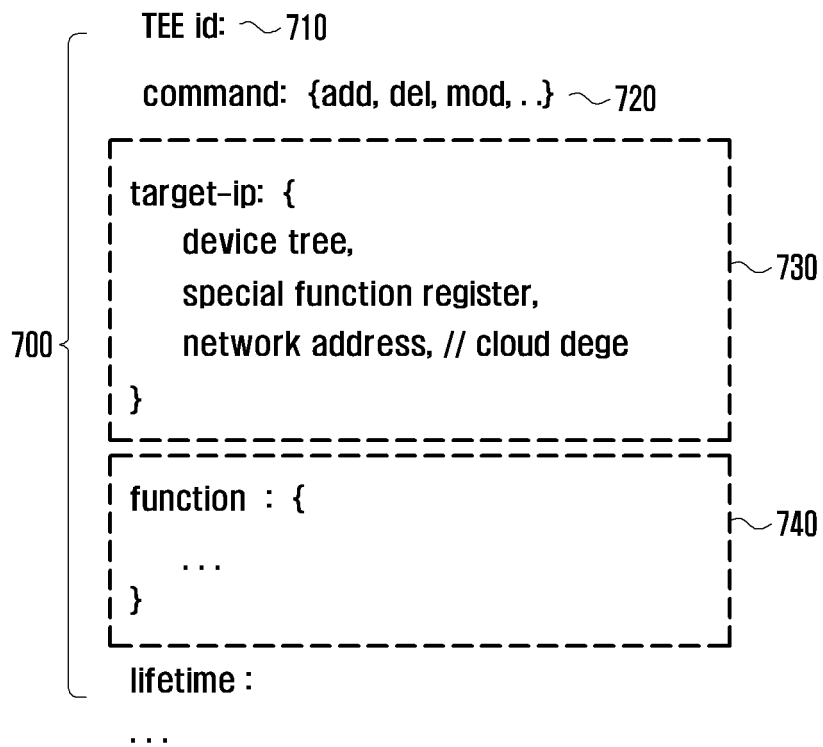 TEE id: 710
command: {add, del, mod, . .} 720
target-ip: {
device tree,
special function register,
network address, // cloud dege
}
730
700
function : {
. . .
}
740
lifetime :
. . .